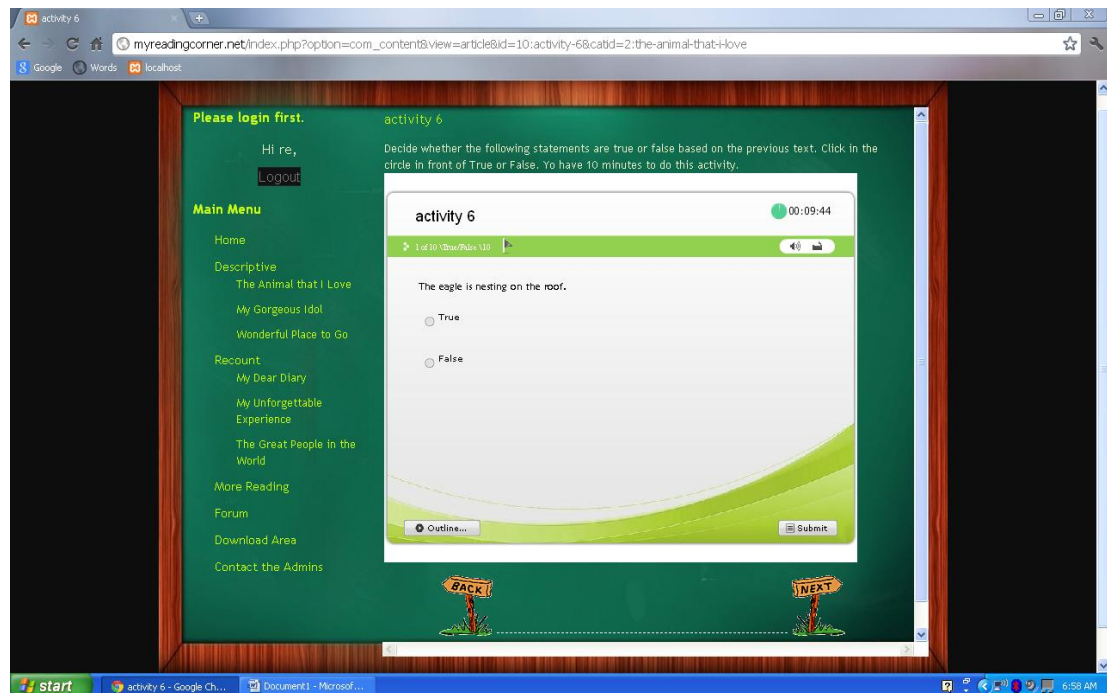 activity 6
myreadingcorner.net/index.php?option=com_content&view=article&id=10:activity-6&catid=2:the-animal-that-i-love
Google Words localhost
Please login first.
Hi re,
Logout
Main Menu
Home
Descriptive
The Animal that I Love
My Gorgeous Idol
Wonderful Place to Go
Recount
My Dear Diary
My Unforgettable
Experience
The Great People in the
World
More Reading
Forum
Download Area
Contact the Admins
activity 6
Decide whether the following statements are true or false based on the previous text. Click in the
circle in front of True or False. Yo have 10 minutes to do this activity.
activity 6
00:09:44
1 of 10 \True/False \10
The eagle is nesting on the roof.
True
False
Outline...
Submit
BACK
NEXT
start
activity 6 - Google Ch...
Document1 - Microsof...
6:58 AM